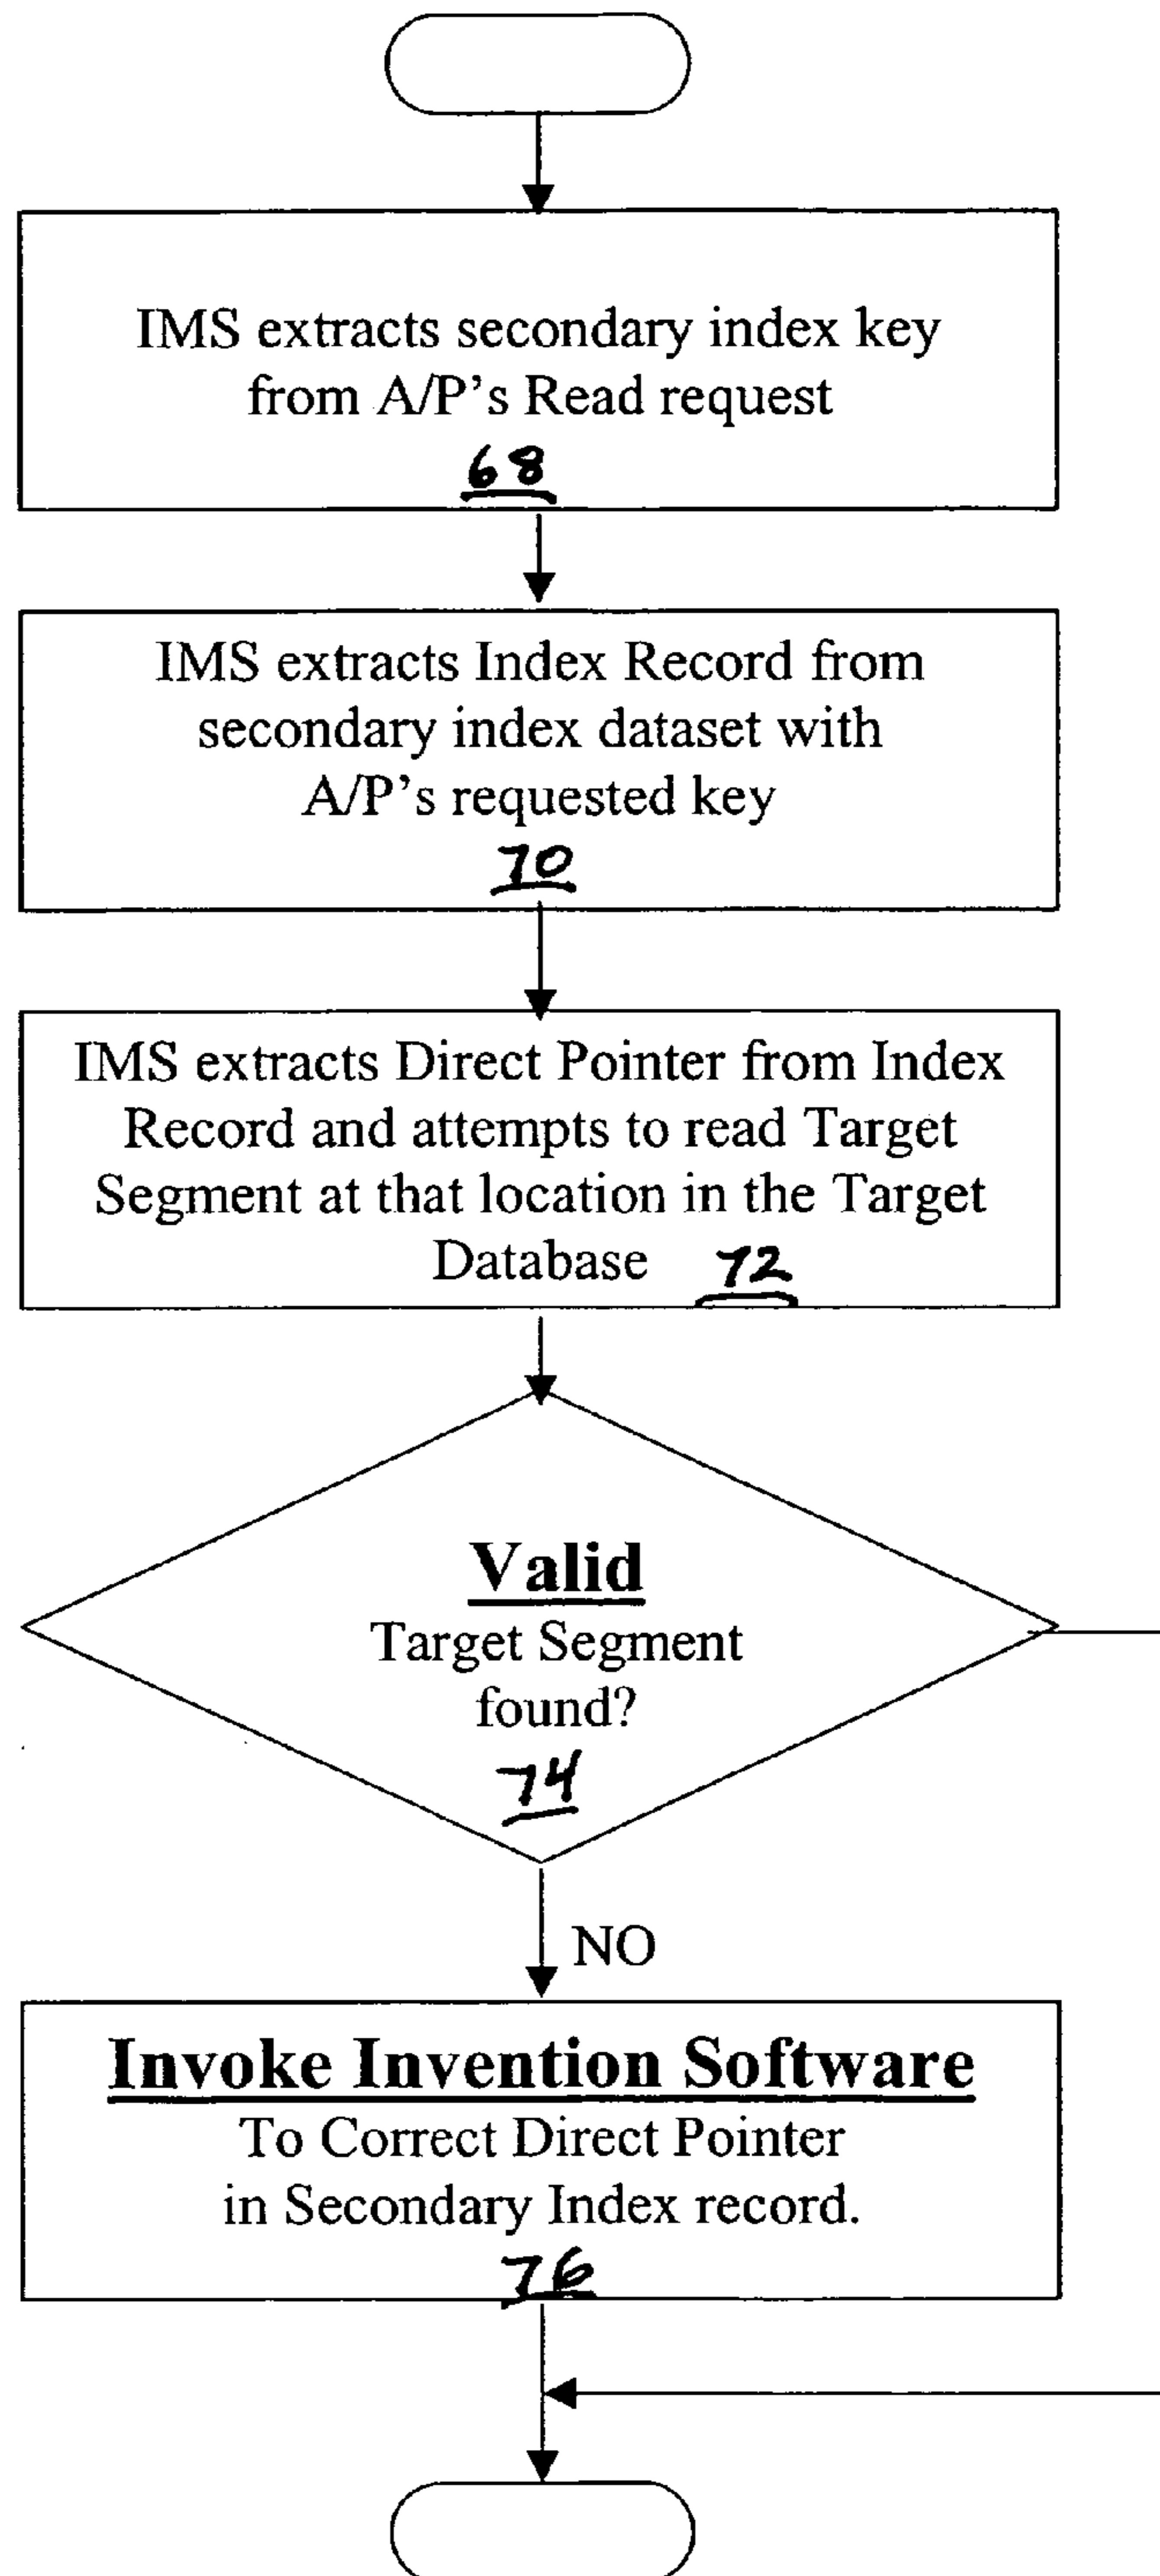 IMS extracts secondary index key
from A/P's Read request
68
IMS extracts Index Record from
secondary index dataset with
A/P's requested key
70
IMS extracts Direct Pointer from Index
Record and attempts to read Target
Segment at that location in the Target
Database 72
Valid
Target Segment
found?
74
NO
Invoke Invention Software
To Correct Direct Pointer
in Secondary Index record.
76